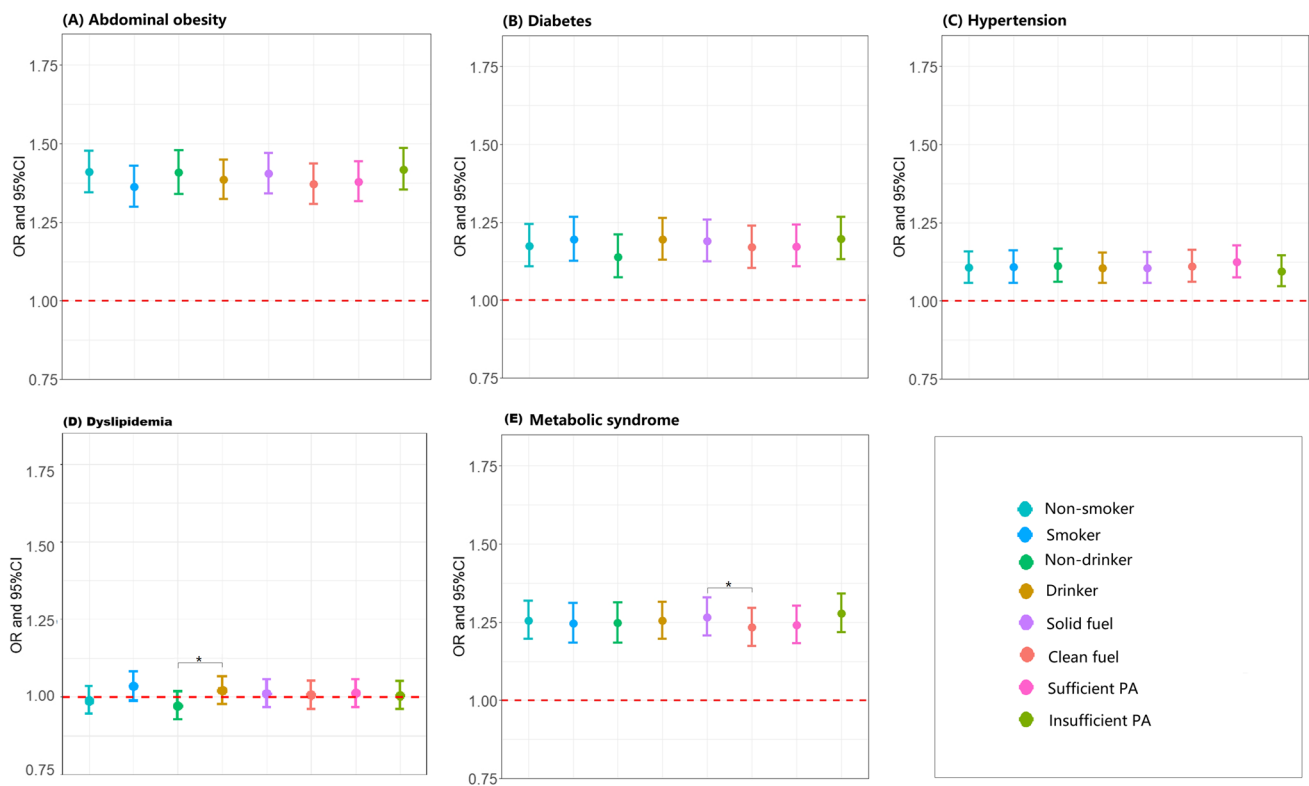 (A) Abdominal obesity
OR and 95%CI
1.75
1.50
1.25
1.00
0.75
(B) Diabetes
OR and 95%CI
1.75
1.50
1.25
1.00
0.75
(C) Hypertension
OR and 95%CI
1.75
1.50
1.25
1.00
0.75
(D) Dyslipidemia
OR and 95%CI
1.75
1.50
1.25
1.00
0.75
*
(E) Metabolic syndrome
OR and 95%CI
1.75
1.50
1.25
1.00
0.75
*
Non-smoker
Smoker
Non-drinker
Drinker
Solid fuel
Clean fuel
Sufficient PA
Insufficient PA